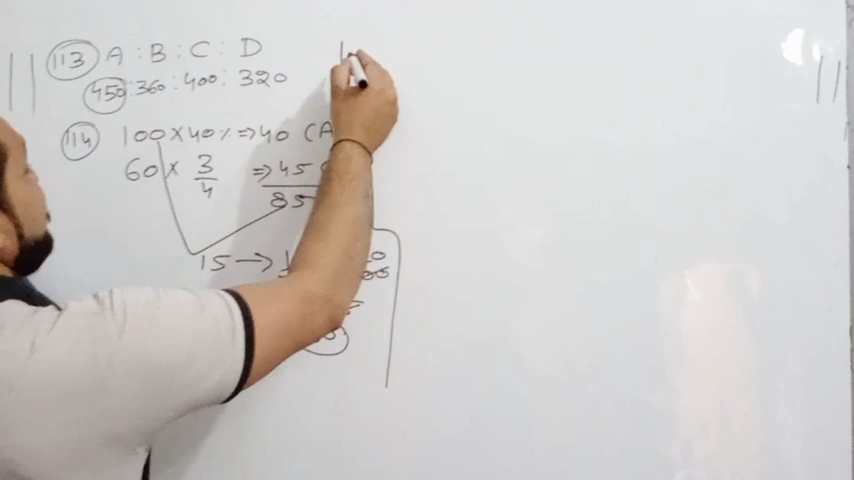 113 A : B : C : D
450 : 360 : 400 : 320
114 100 × 40% ⇒ 40 (A
60 × 3/4 ⇒ 45
85
15 →